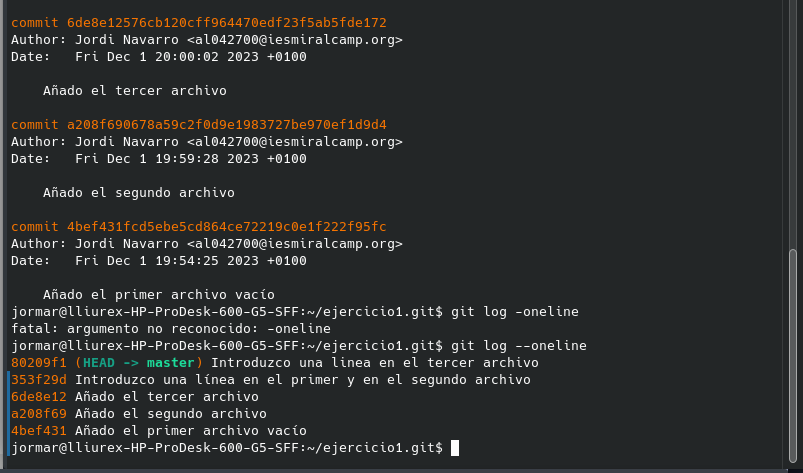 commit 6de8e12576cb120cff964470edf23f5ab5fde172
Author: Jordi Navarro <al042700@iesmiralcamp.org>
Date:   Fri Dec 1 20:00:02 2023 +0100
Añado el tercer archivo
commit a208f690678a59c2f0d9e1983727be970ef1d9d4
Author: Jordi Navarro <al042700@iesmiralcamp.org>
Date:   Fri Dec 1 19:59:28 2023 +0100
Añado el segundo archivo
commit 4bef431fcd5ebe5cd864ce72219c0e1f222f95fc
Author: Jordi Navarro <al042700@iesmiralcamp.org>
Date:   Fri Dec 1 19:54:25 2023 +0100
Añado el primer archivo vacío
jormar@lliurex-HP-ProDesk-600-G5-SFF:~/ejercicio1.git$ git log -oneline
fatal: argumento no reconocido: -oneline
jormar@lliurex-HP-ProDesk-600-G5-SFF:~/ejercicio1.git$ git log --oneline
80209f1 (HEAD -> master) Introduzco una linea en el tercer archivo
353f29d Introduzco una línea en el primer y en el segundo archivo
6de8e12 Añado el tercer archivo
a208f69 Añado el segundo archivo
4bef431 Añado el primer archivo vacío
jormar@lliurex-HP-ProDesk-600-G5-SFF:~/ejercicio1.git$